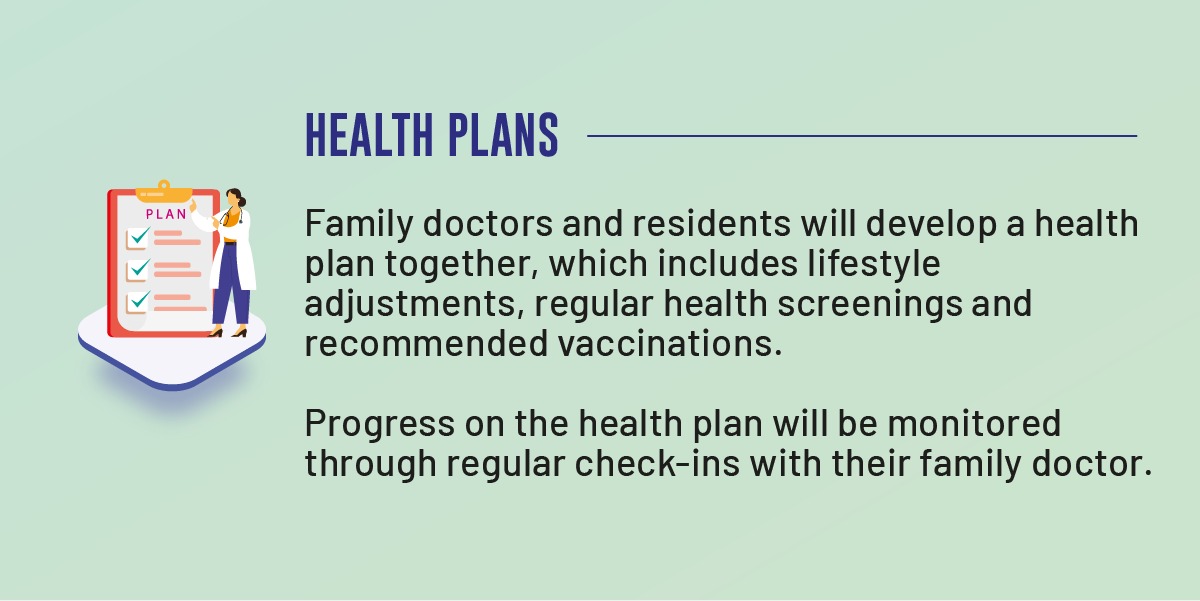 HEALTH PLANS
PLAN
Family doctors and residents will develop a health
plan together, which includes lifestyle
adjustments, regular health screenings and
recommended vaccinations.
Progress on the health plan will be monitored
through regular check-ins with their family doctor.